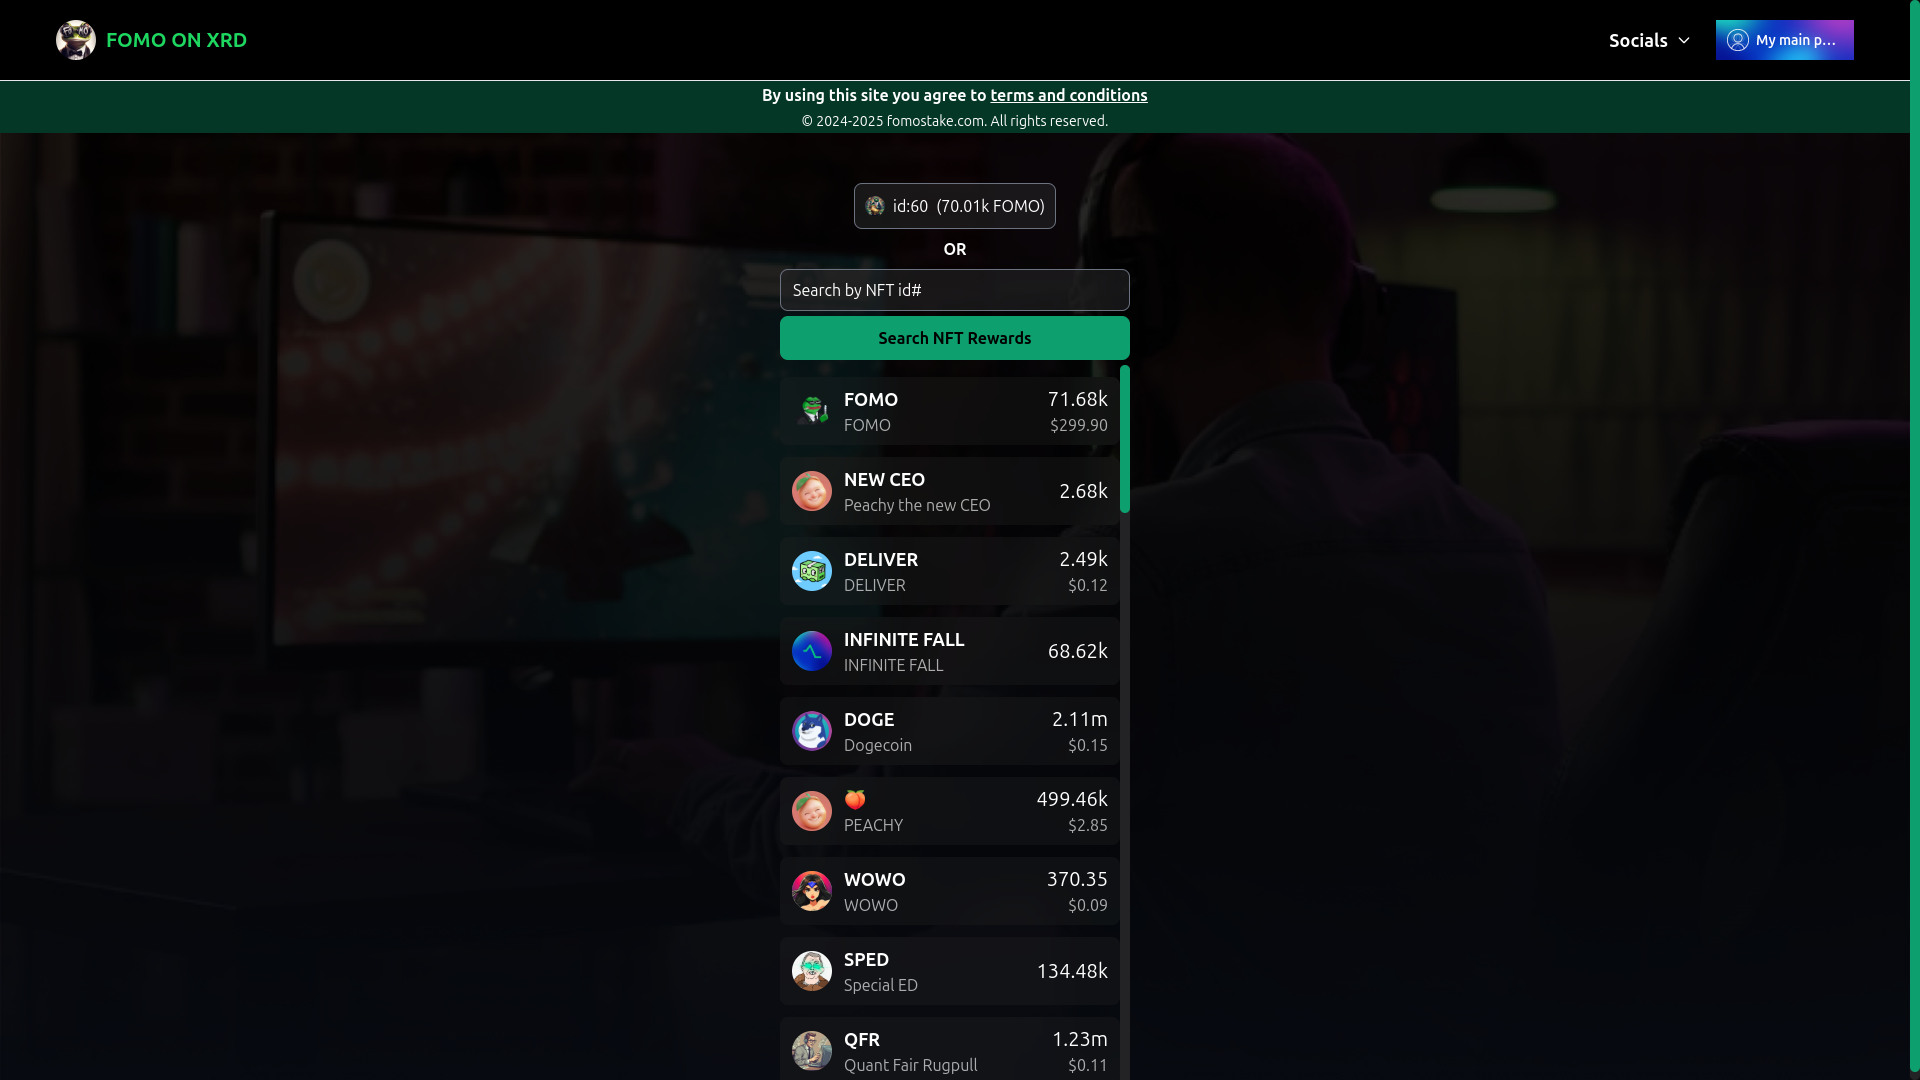 FOMO ON XRD
Socials
My main p...
By using this site you agree to terms and conditions
© 2024-2025 fomostake.com. All rights reserved.
id:60 (70.01k FOMO)
OR
Search by NFT id#
Search NFT Rewards
FOMO
71.68k
FOMO
$299.90
NEW CEO
2.68k
Peachy the new CEO
DELIVER
2.49k
DELIVER
$0.12
INFINITE FALL
68.62k
INFINITE FALL
DOGE
2.11m
Dogecoin
$0.15
🍑
499.46k
PEACHY
$2.85
WOWO
370.35
WOWO
$0.09
SPED
134.48k
Special ED
QFR
1.23m
Quant Fair Rugpull
$0.11